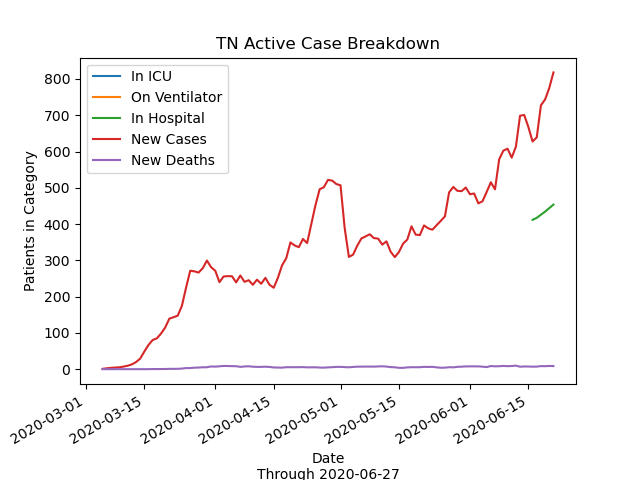 TN Active Case Breakdown
In ICU
On Ventilator
In Hospital
New Cases
New Deaths
Patients in Category
800
700
600
500
400
300
200
100
0
2020-03-01
2020-03-15
2020-04-01
2020-04-15
2020-05-01
2020-05-15
2020-06-01
2020-06-15
Date
Through 2020-06-27